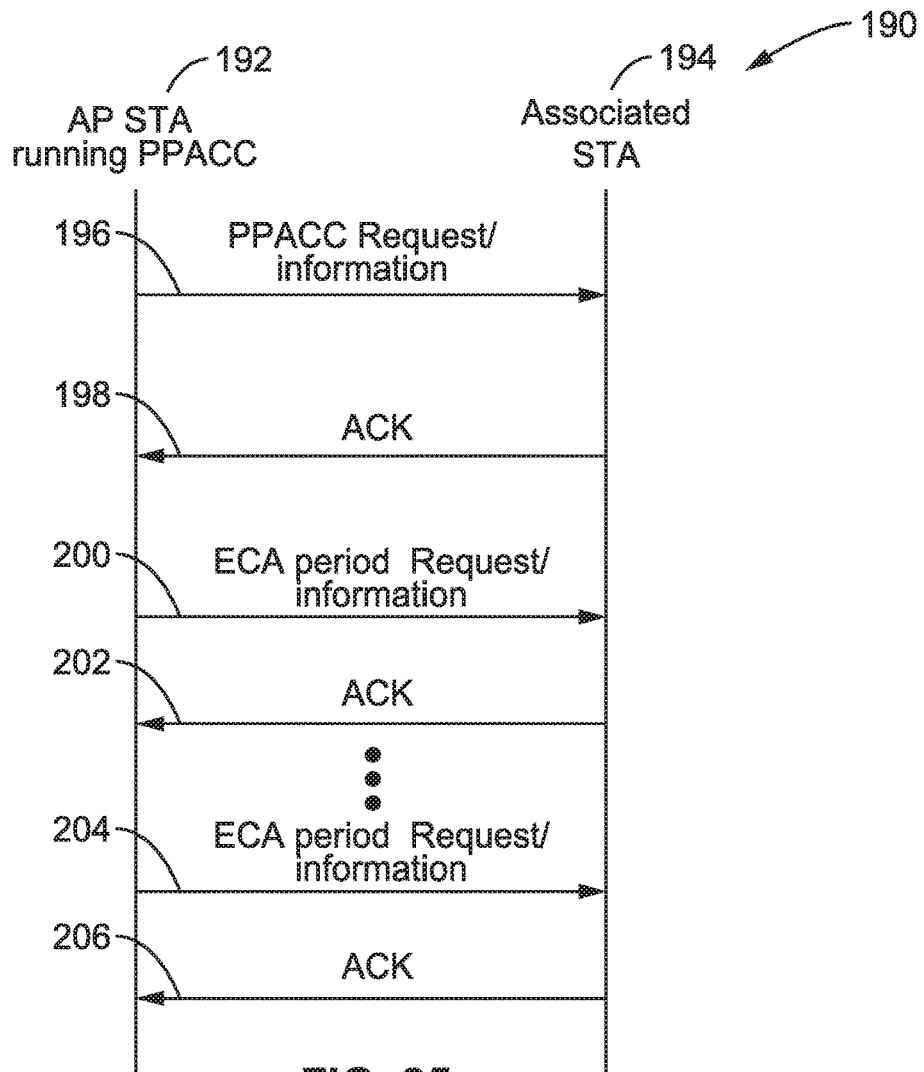 190
192
194
AP STA
running PPACC
Associated
STA
196
PPACC Request/
information
198
ACK
200
ECA period Request/
information
202
ACK
204
ECA period Request/
information
206
ACK